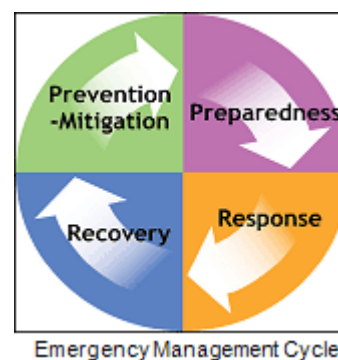 Prevention
-Mitigation
Preparedness
Recovery
Response
Emergency Management Cycle